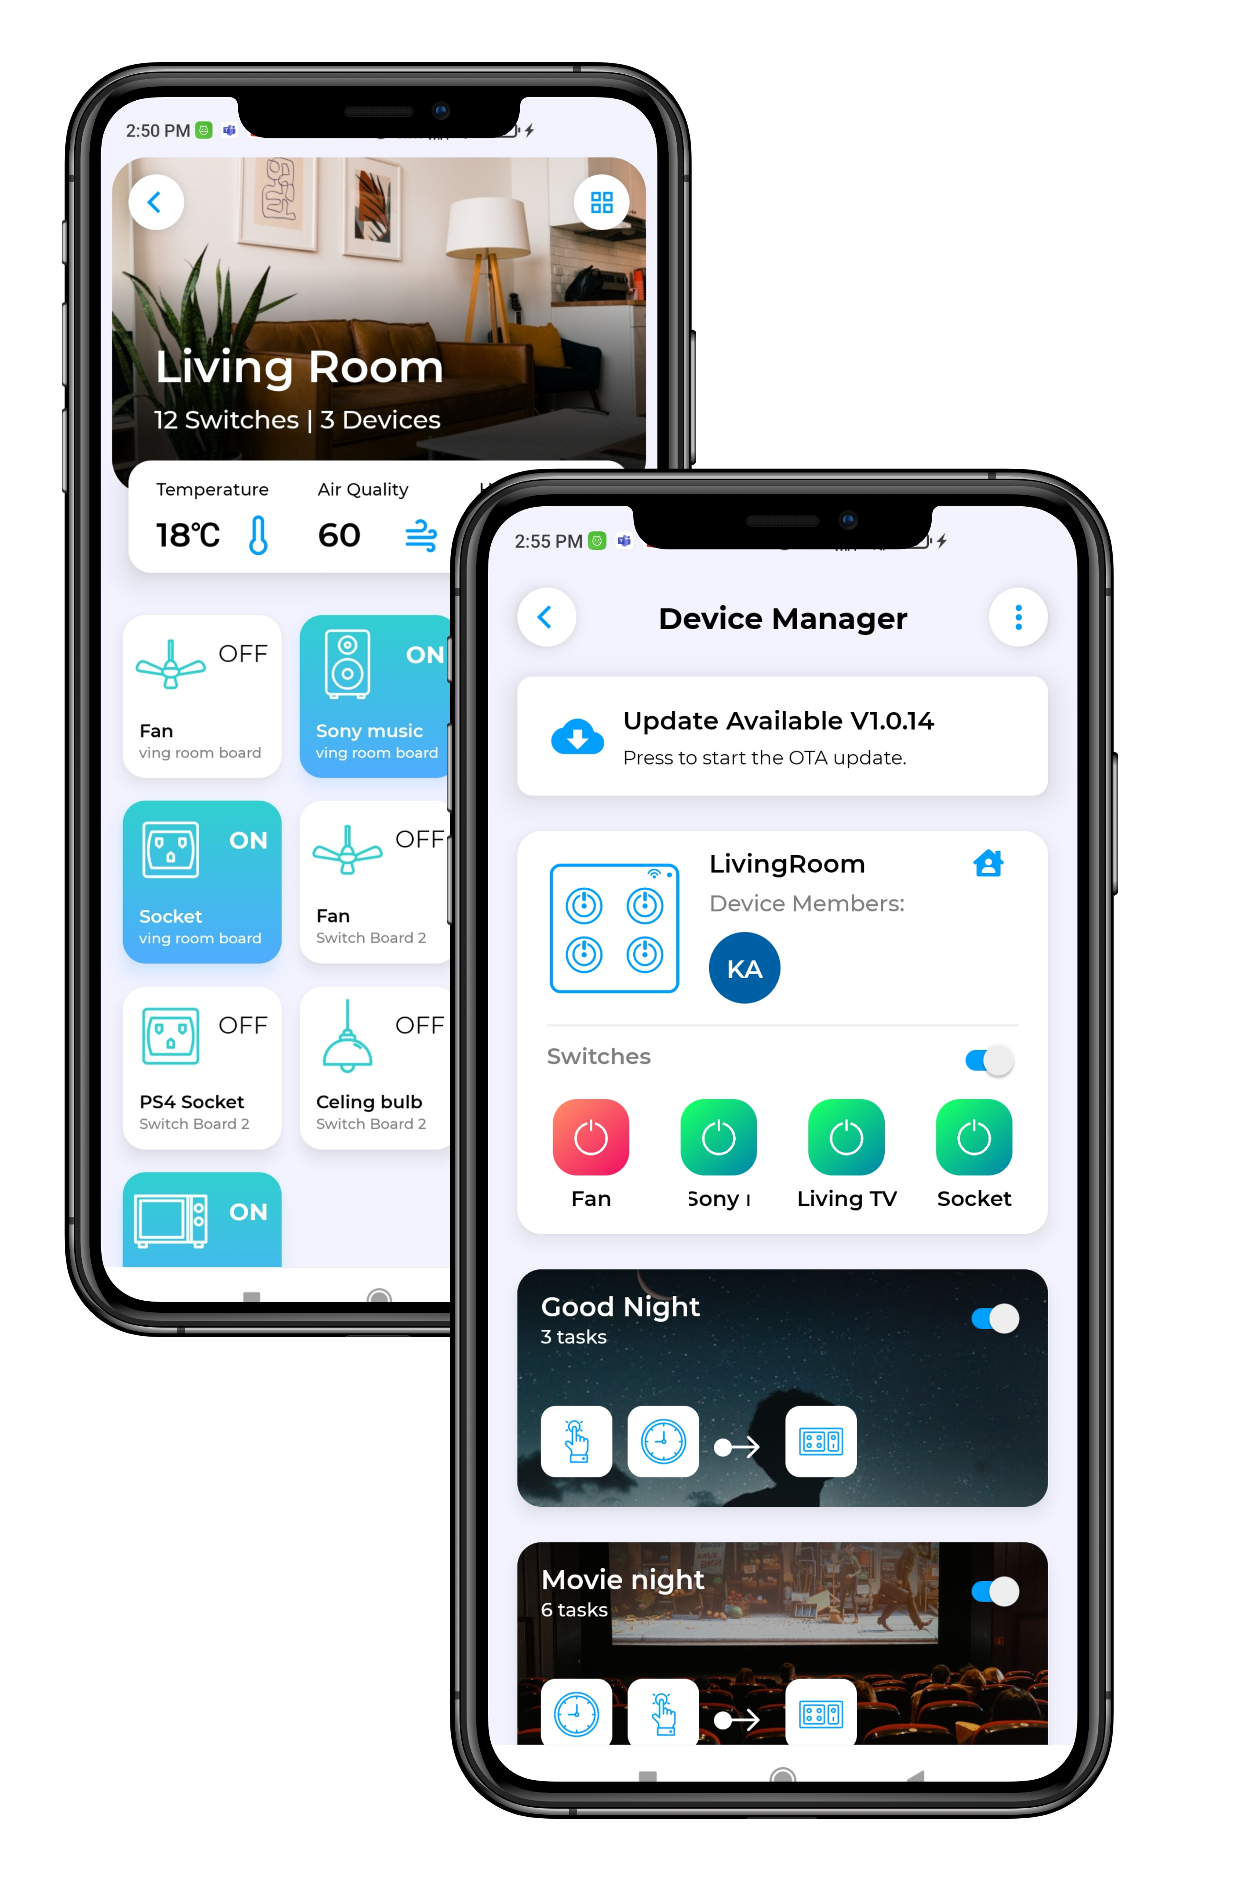 2:50 PM
Living Room
12 Switches | 3 Devices
Temperature
Air Quality
18°C
60
OFF
Fan
ving room board
ON
Sony music
ving room board
ON
Socket
ving room board
OFF
Fan
Switch Board 2
OFF
PS4 Socket
Switch Board 2
OFF
Celing bulb
Switch Board 2
ON
2:55 PM
Device Manager
Update Available V1.0.14
Press to start the OTA update.
LivingRoom
Device Members:
KA
Switches
Fan
Sony
Living TV
Socket
Good Night
3 tasks
Movie night
6 tasks